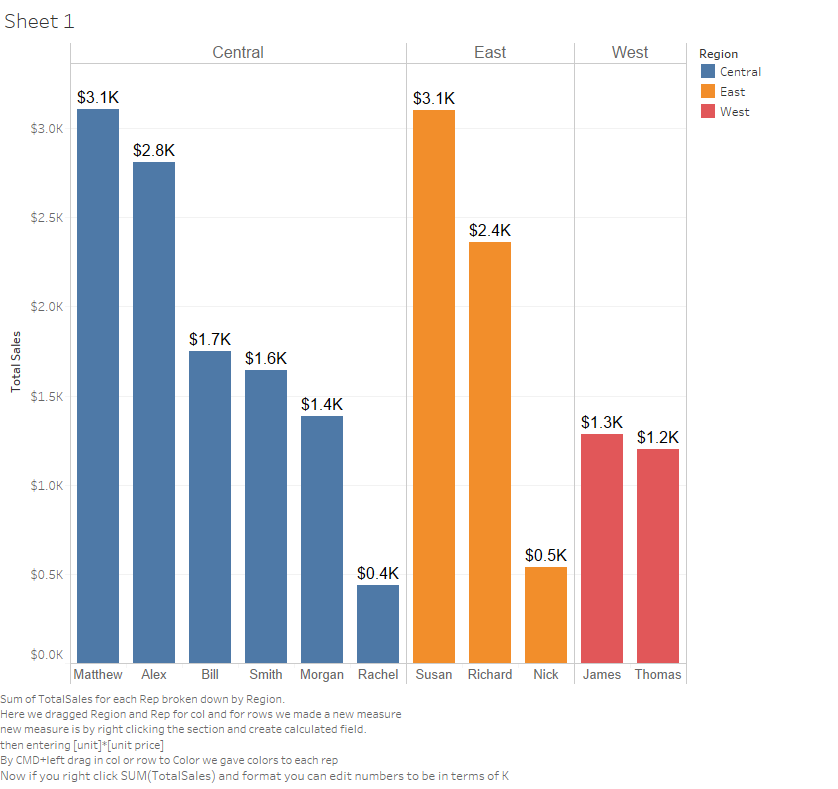 Sheet 1
Central East West
Region
Central
East
West
$3.1K $2.8K $1.7K $1.6K $1.4K $0.4K $3.1K $2.4K $0.5K $1.3K $1.2K
$3.0K
$2.5K
$2.0K
$1.5K
$1.0K
$0.5K
$0.0K
Total Sales
Matthew Alex Bill Smith Morgan Rachel Susan Richard Nick James Thomas
Sum of TotalSales for each Rep broken down by Region.
Here we dragged Region and Rep for col and for rows we made a new measure
new measure is by right clicking the section and create calculated field.
then entering [unit]*[unit price]
By CMD+left drag in col or row to Color we gave colors to each rep
Now if you right click SUM(TotalSales) and format you can edit numbers to be in terms of K